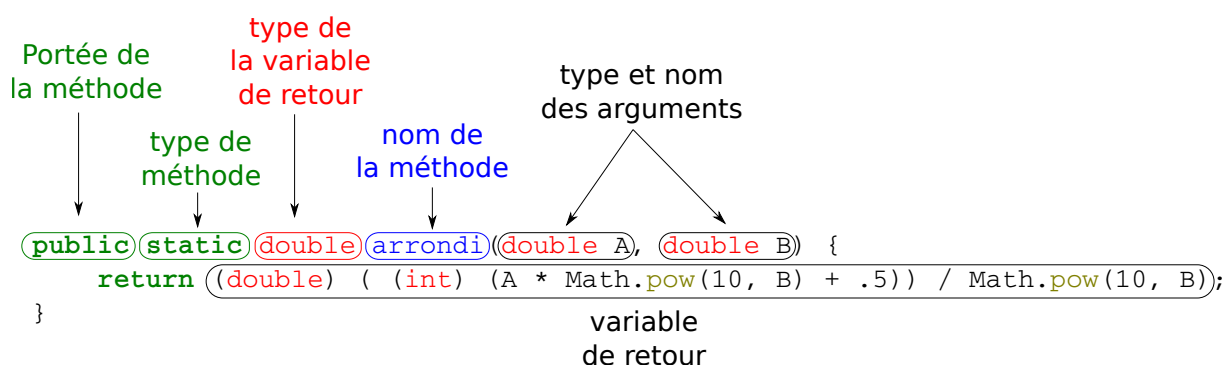 Portée de
la méthode
type de
méthode
type de
la variable
de retour
nom de
la méthode
type et nom
des arguments
public static double arrondi(double A, double B) {
return (double) ( (int) (A * Math.pow(10, B) + .5)) / Math.pow(10, B);
}
variable
de retour